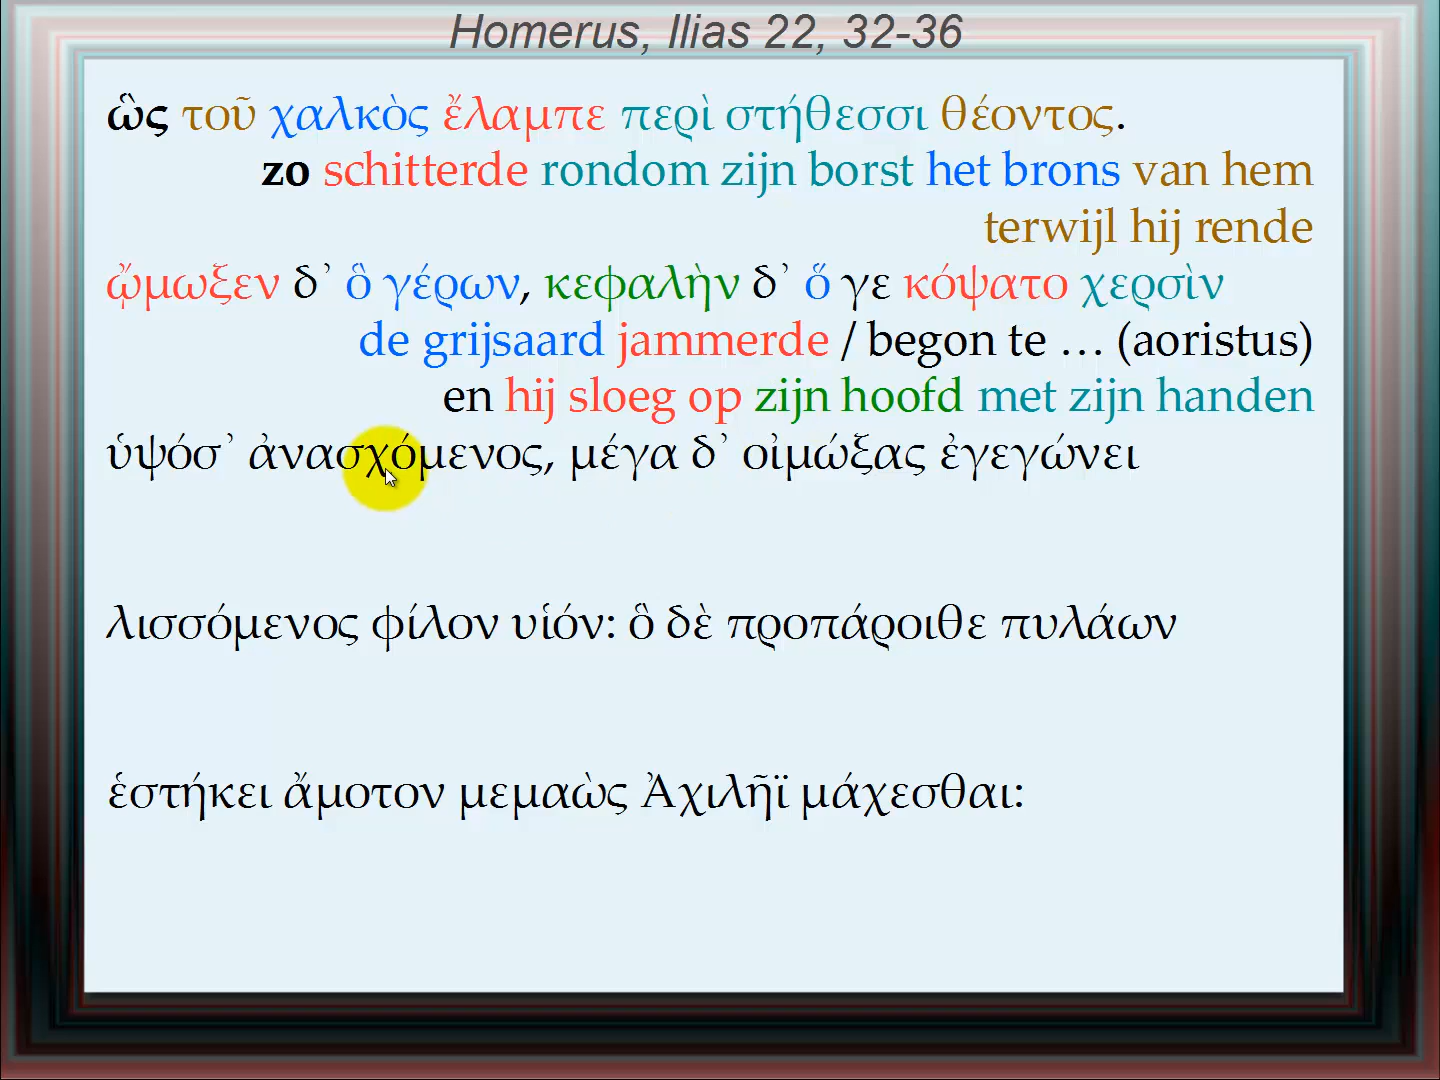 Homerus, Ilias 22, 32-36
ὣς τοῦ χαλκὸς ἔλαμπε περὶ στήθεσσι θέοντος.
zo schitterde rondom zijn borst het brons van hem
terwijl hij rende
ᾤμωξεν δ᾽ ὃ γέρων, κεφαλὴν δ᾽ ὅ γε κόψατο χερσὶν
de grijsaard jammerde / begon te … (aoristus)
en hij sloeg op zijn hoofd met zijn handen
ὑψόσ᾽ ἀνασχόμενος, μέγα δ᾽ οἰμώξας ἐγεγώνει
λισσόμενος φίλον υἱόν: ὃ δὲ προπάροιθε πυλάων
ἑστήκει ἄμοτον μεμαὼς Ἀχιλῆϊ μάχεσθαι: